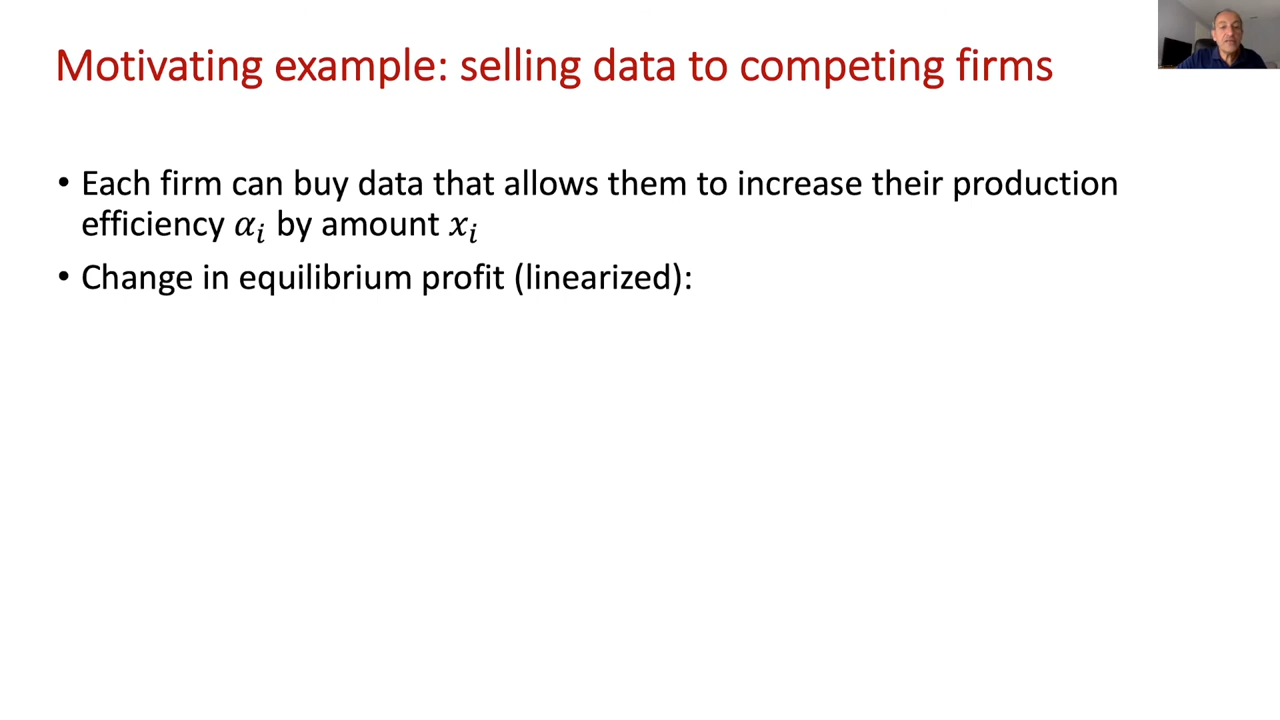 Motivating example: selling data to competing firms
• Each firm can buy data that allows them to increase their production
efficiency 𝛼ᵢ by amount 𝑥ᵢ
• Change in equilibrium profit (linearized):